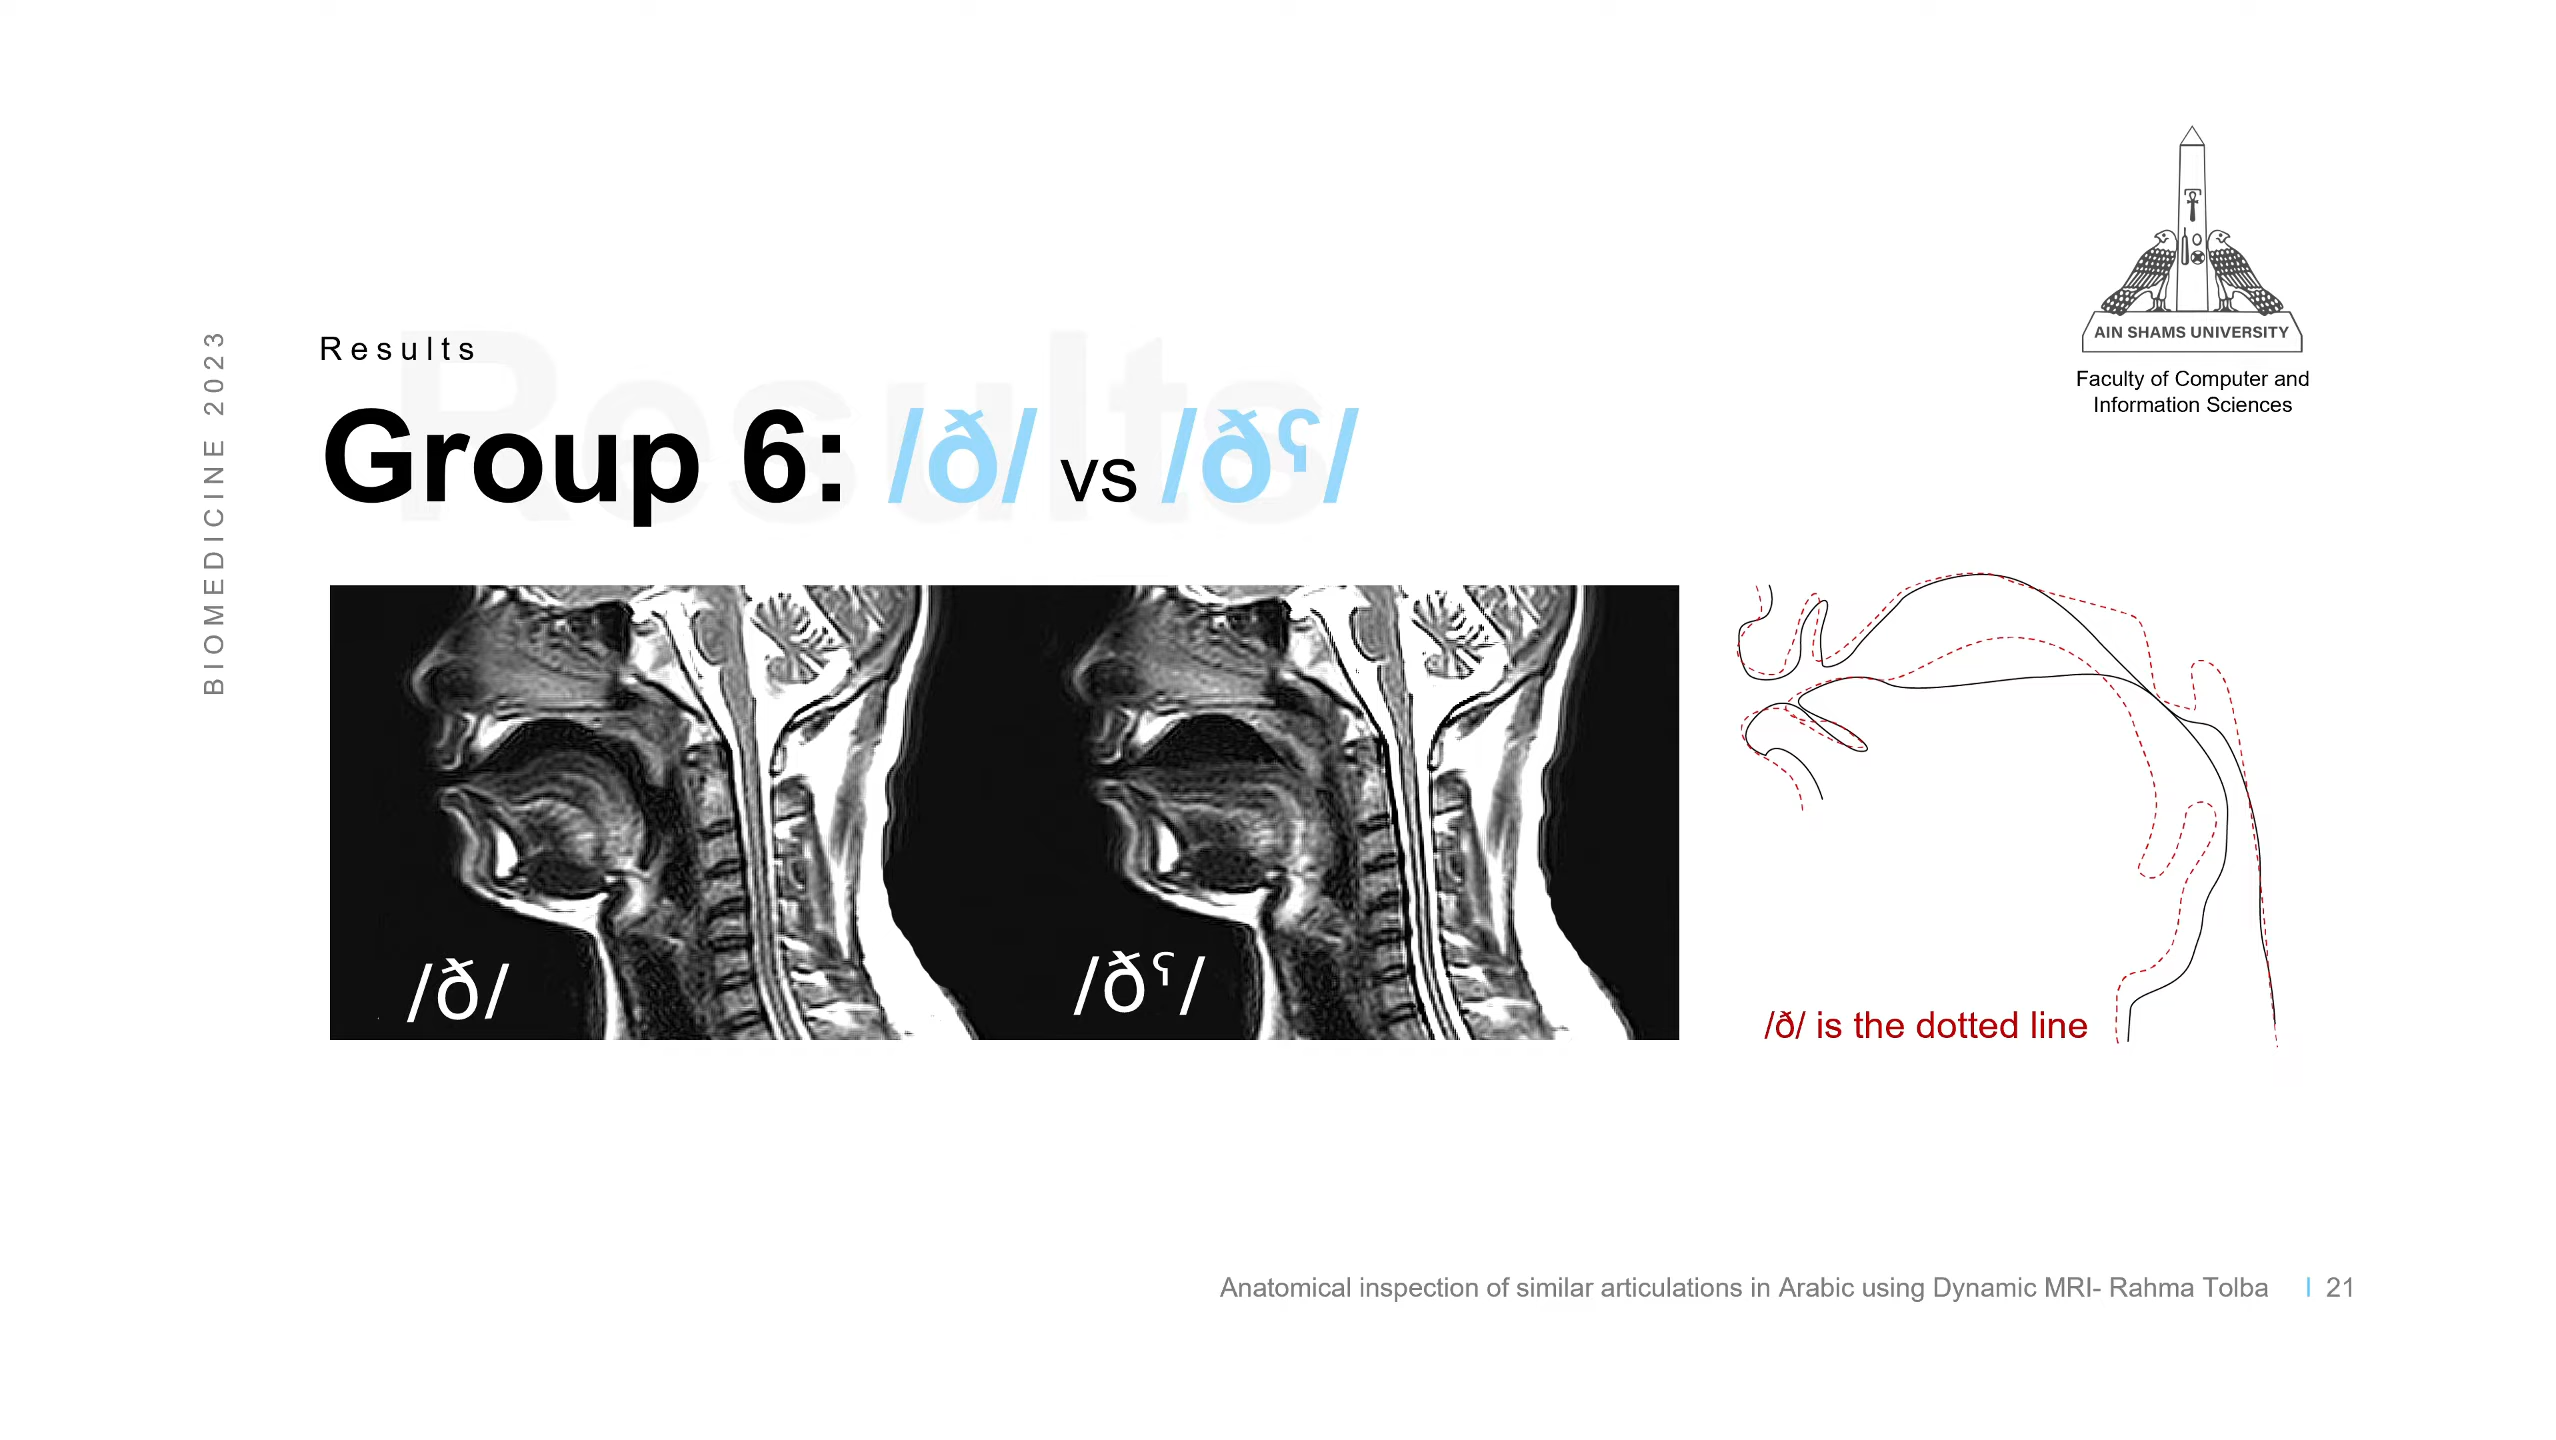 BIOMEDICINE 2023
Results
Results
Group 6: /ð/ vs /ðˤ/
AIN SHAMS UNIVERSITY
Faculty of Computer and
Information Sciences
/ð/
/ðˤ/
/ð/ is the dotted line
Anatomical inspection of similar articulations in Arabic using Dynamic MRI- Rahma Tolba | 21